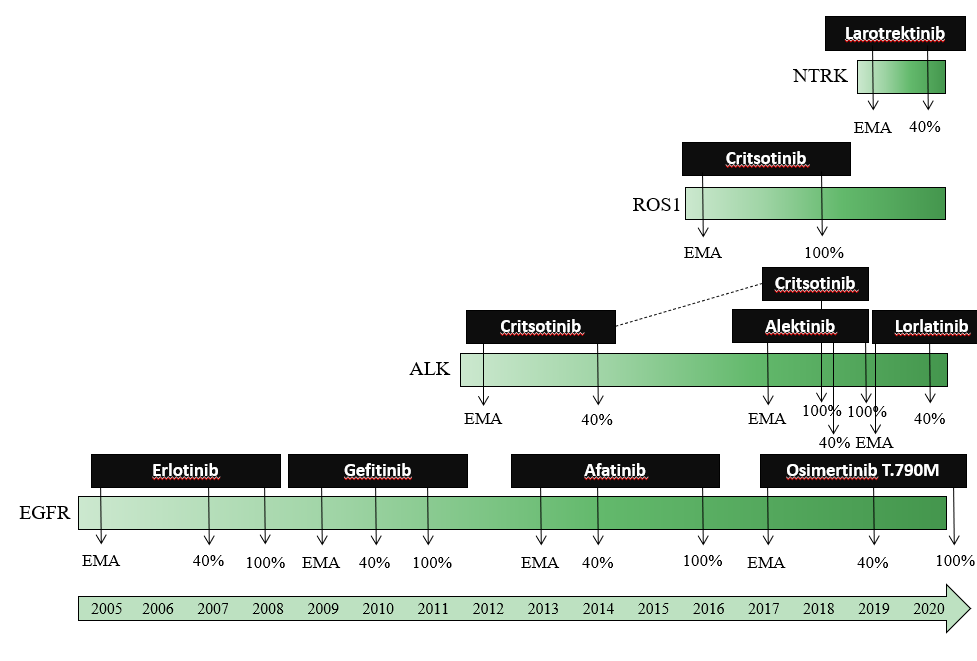 Larotrektinib
NTRK
EMA 40%
Critsotinib
ROS1
EMA 100%
Critsotinib
Critsotinib Alektinib Lorlatinib
ALK
EMA 40% EMA 100% 100% 40%
40% EMA
Erlotinib Gefitinib Afatinib Osimertinib T.790M
EGFR
EMA 40% 100% EMA 40% 100% EMA 40% 100% EMA 40% 100%
2005 2006 2007 2008 2009 2010 2011 2012 2013 2014 2015 2016 2017 2018 2019 2020